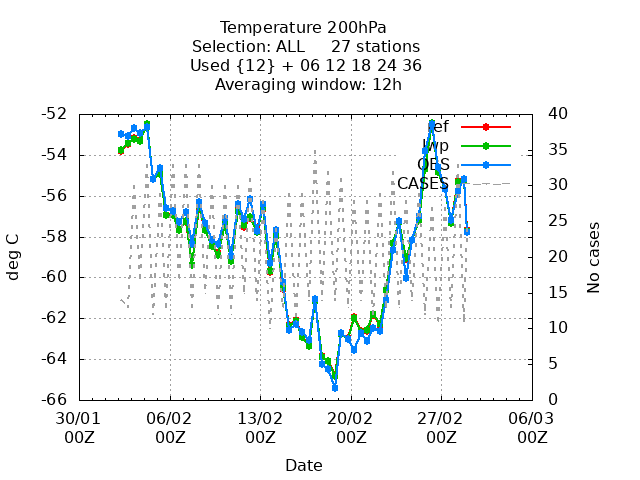 Temperature 200hPa
Selection: ALL 27 stations
Used {12} + 06 12 18 24 36
Averaging window: 12h
-52
-54
-56
-58
-60
-62
-64
-66
40
35
30
25
20
15
10
5
0
deg C
No cases
OBS
CASES
30/01 06/02 13/02 20/02 27/02 06/03
00Z 00Z 00Z 00Z 00Z 00Z
Date